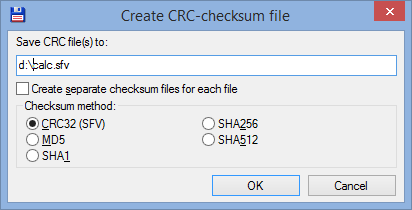 Create CRC-checksum file
Save CRC file(s) to:
d:\calc.sfv
Create separate checksum files for each file
Checksum method:
CRC32 (SFV)
SHA256
MD5
SHA512
SHA1
OK
Cancel